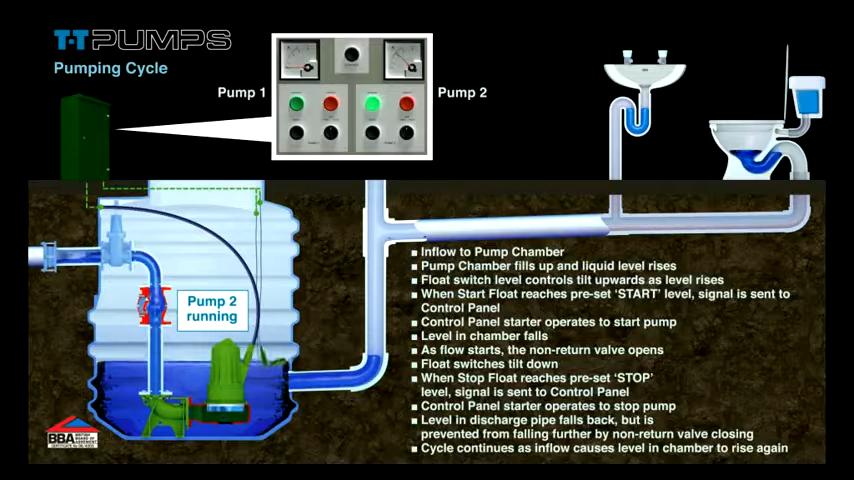 T-T PUMPS
Pumping Cycle
Pump 1
Pump 2
Pump 2
running
Inflow to Pump Chamber
Pump Chamber fills up and liquid level rises
Float switch level controls tilt upwards as level rises
When Start Float reaches pre-set ‘START’ level, signal is sent to
Control Panel
Control Panel starter operates to start pump
Level in chamber falls
As flow starts, the non-return valve opens
Float switches tilt down
When Stop Float reaches pre-set ‘STOP’
level, signal is sent to Control Panel
Control Panel starter operates to stop pump
Level in discharge pipe falls back, but is
prevented from falling further by non-return valve closing
Cycle continues as inflow causes level in chamber to rise again
BBA